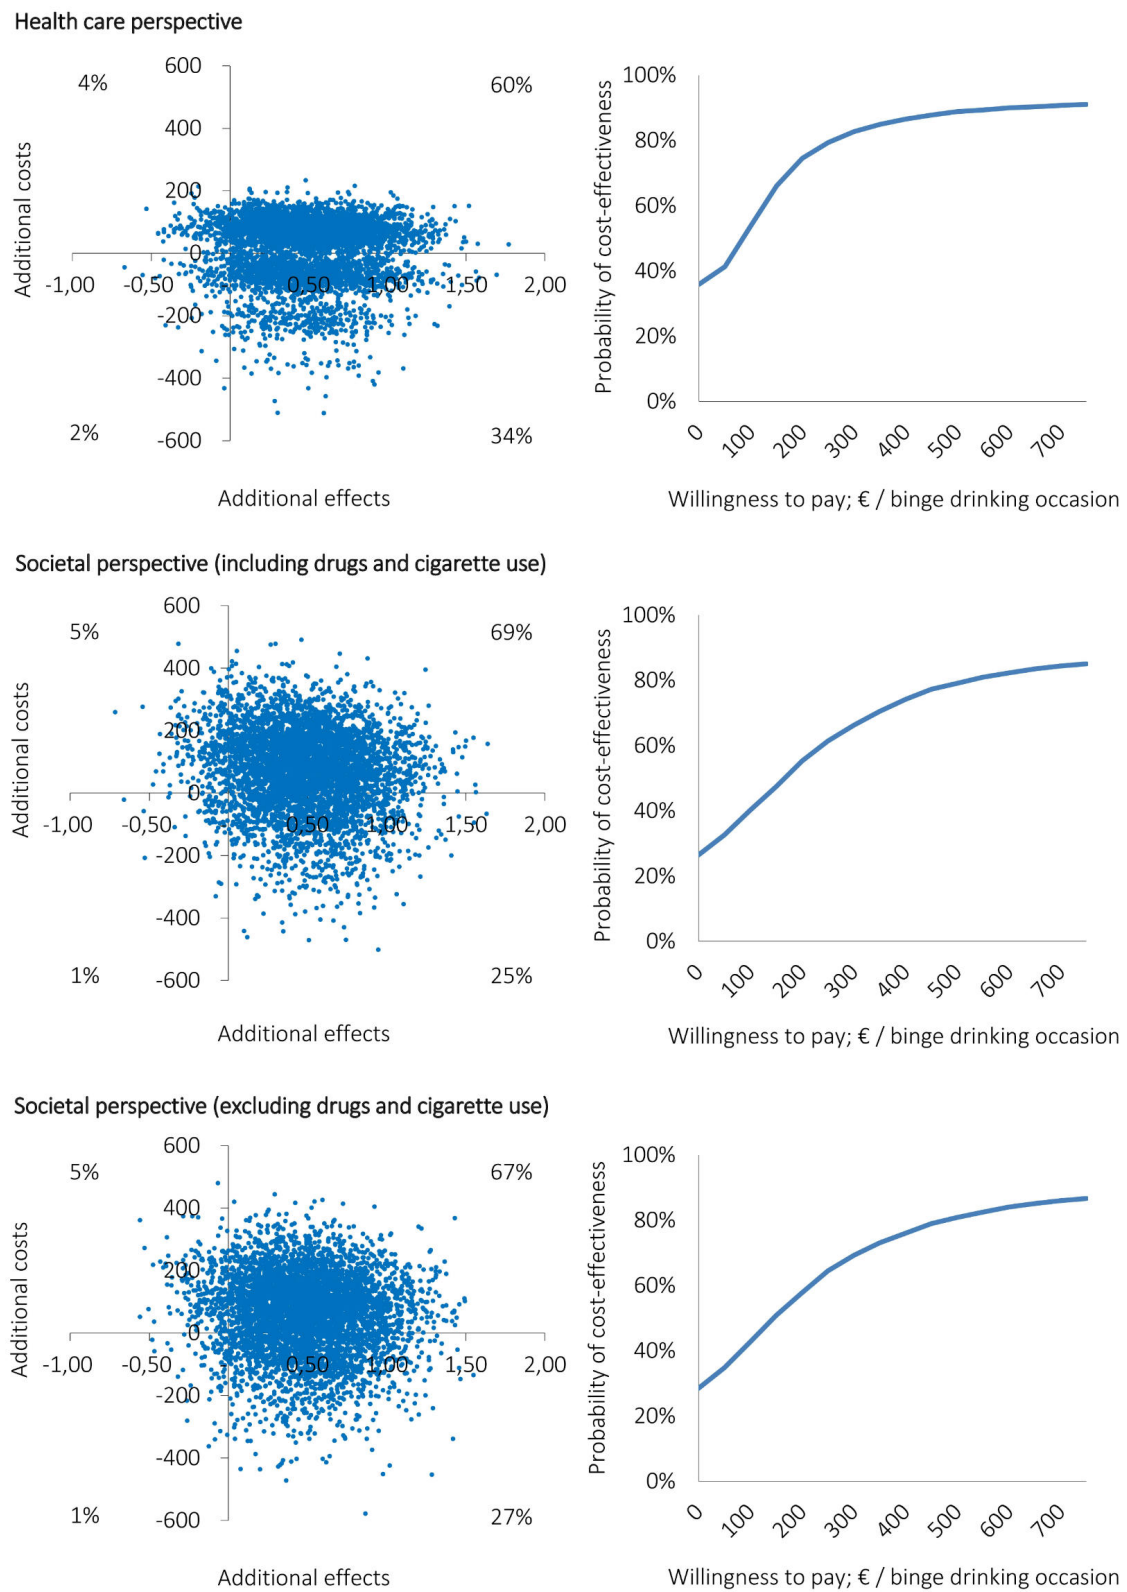 Health care perspective
4%
60%
600
400
200
0
-200
-400
-600
-1,00 -0,50 0,50 1,00 1,50 2,00
2%
34%
Additional costs
Additional effects
100%
80%
60%
40%
20%
0%
0 100 200 300 400 500 600 700
Probability of cost-effectiveness
Willingness to pay; € / binge drinking occasion
Societal perspective (including drugs and cigarette use)
5%
69%
600
400
200
0
-200
-400
-600
-1,00 -0,50 0,50 1,00 1,50 2,00
1%
25%
Additional costs
Additional effects
100%
80%
60%
40%
20%
0%
0 100 200 300 400 500 600 700
Probability of cost-effectiveness
Willingness to pay; € / binge drinking occasion
Societal perspective (excluding drugs and cigarette use)
5%
67%
600
400
200
0
-200
-400
-600
-1,00 -0,50 0,50 1,00 1,50 2,00
1%
27%
Additional costs
Additional effects
100%
80%
60%
40%
20%
0%
0 100 200 300 400 500 600 700
Probability of cost-effectiveness
Willingness to pay; € / binge drinking occasion